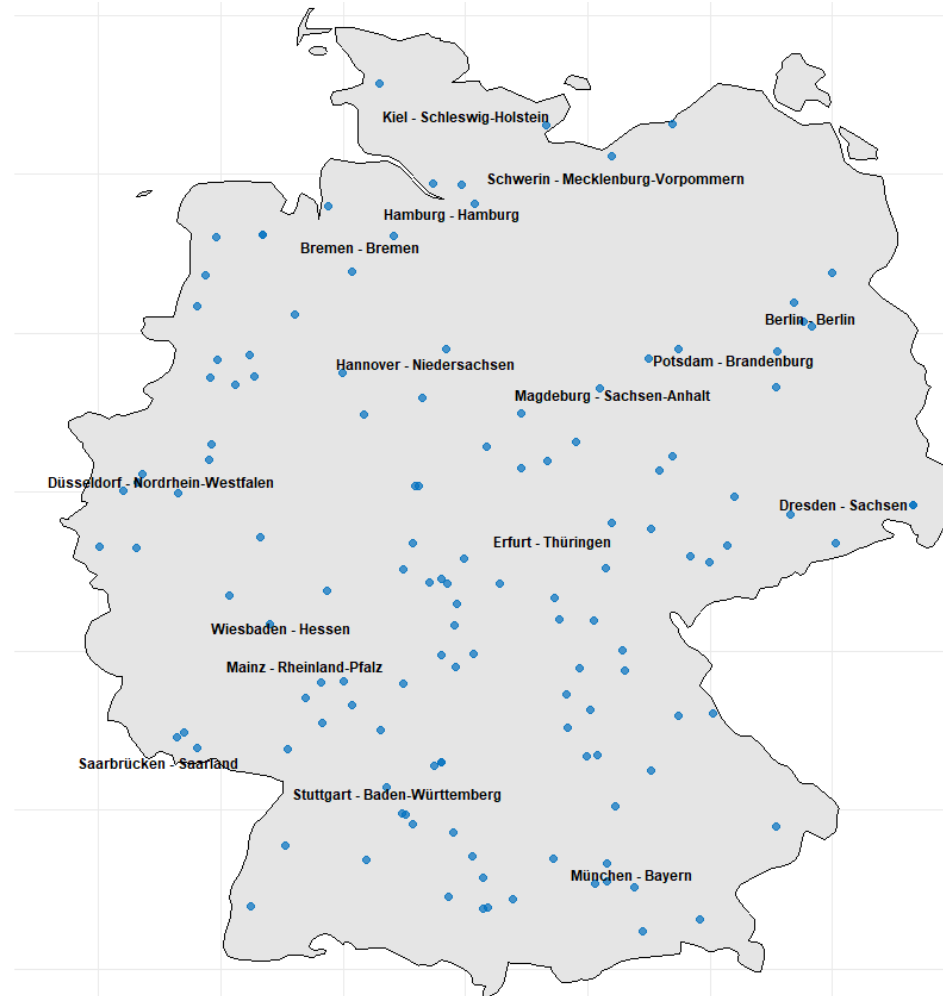 Kiel - Schleswig-Holstein
Schwerin - Mecklenburg-Vorpommern
Hamburg - Hamburg
Bremen - Bremen
Berlin - Berlin
Potsdam - Brandenburg
Hannover - Niedersachsen
Magdeburg - Sachsen-Anhalt
Düsseldorf - Nordrhein-Westfalen
Dresden - Sachsen
Erfurt - Thüringen
Wiesbaden - Hessen
Mainz - Rheinland-Pfalz
Saarbrücken - Saarland
Stuttgart - Baden-Württemberg
München - Bayern